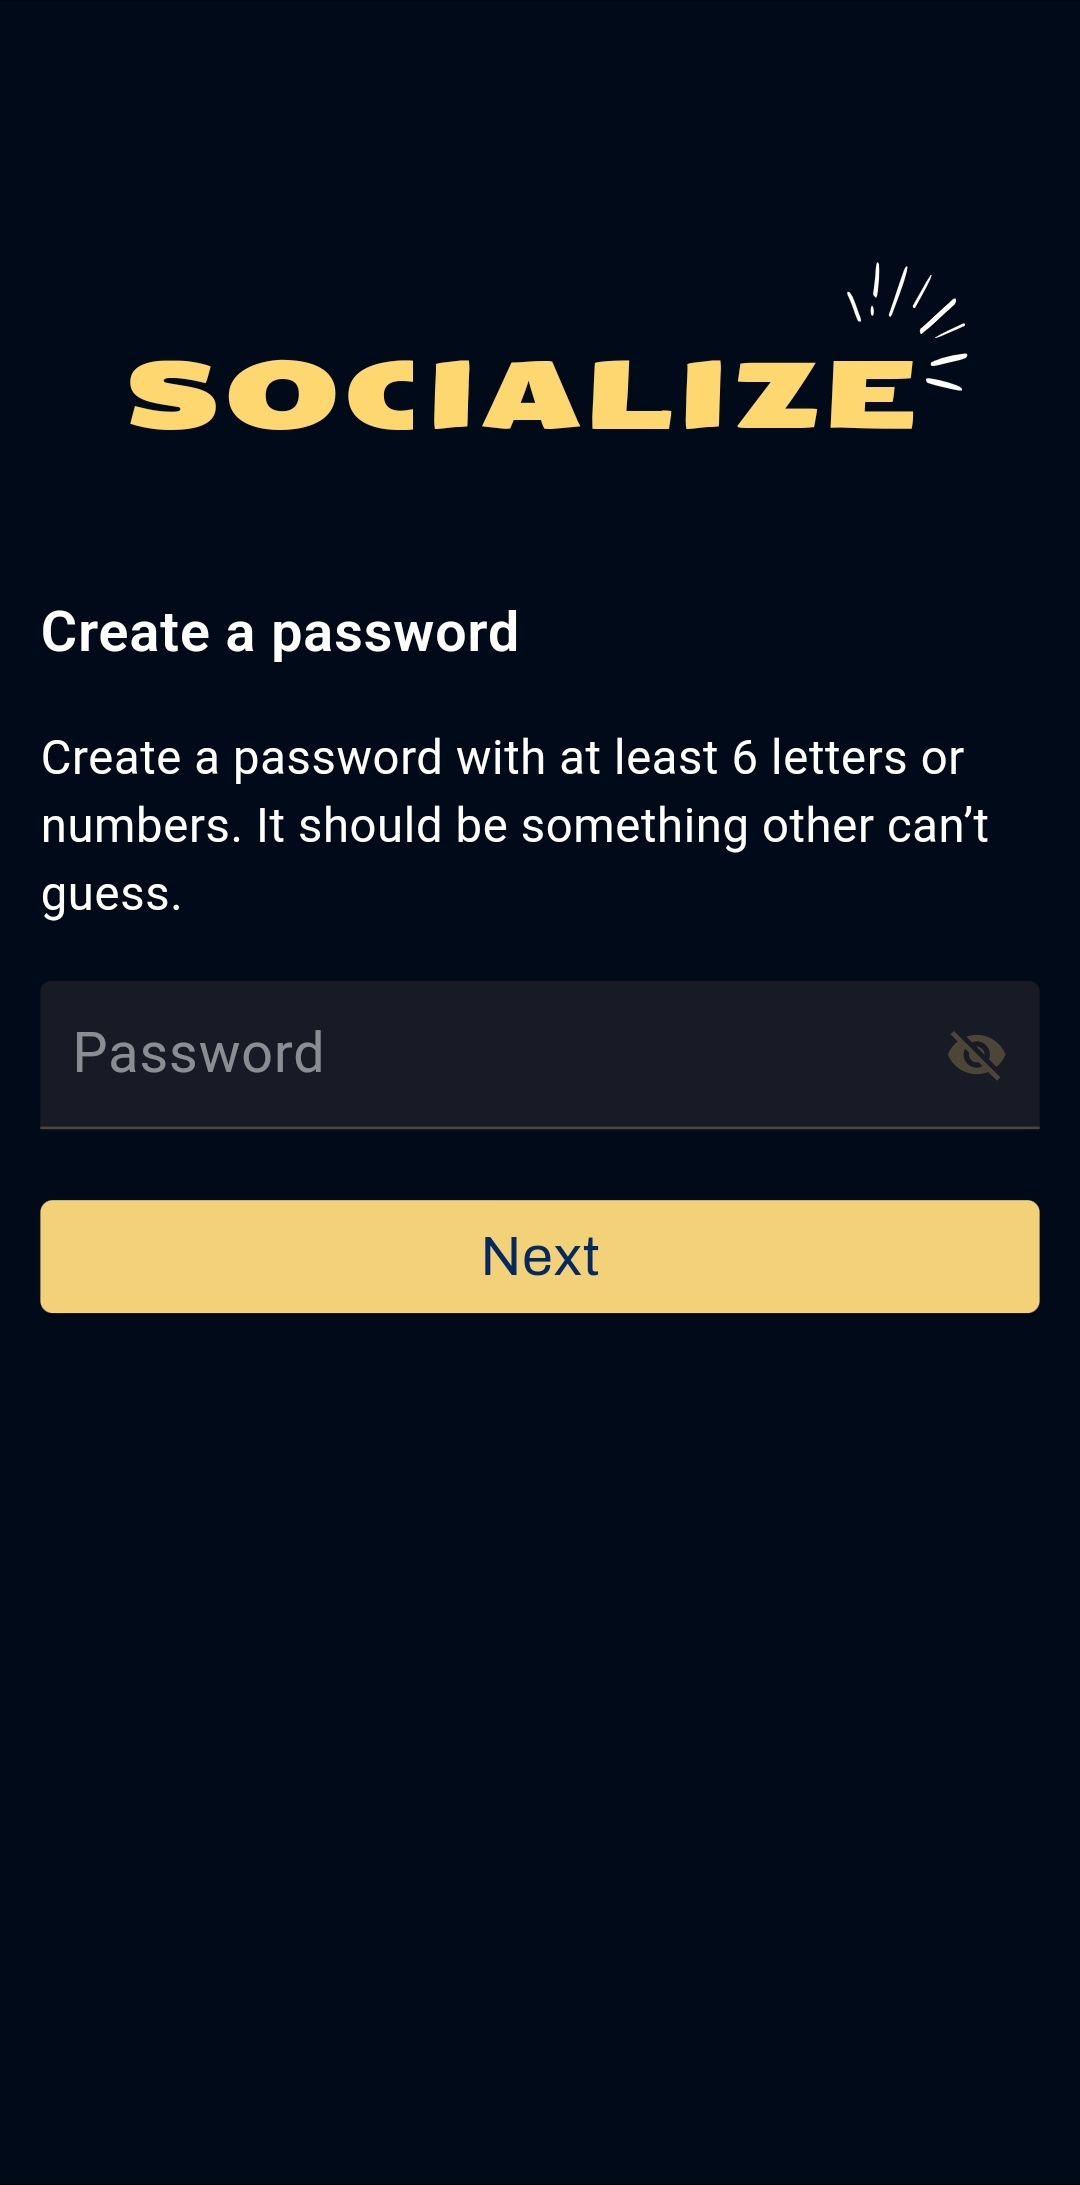 SOCIALIZE
Create a password
Create a password with at least 6 letters or
numbers. It should be something other can’t
guess.
Password
Next